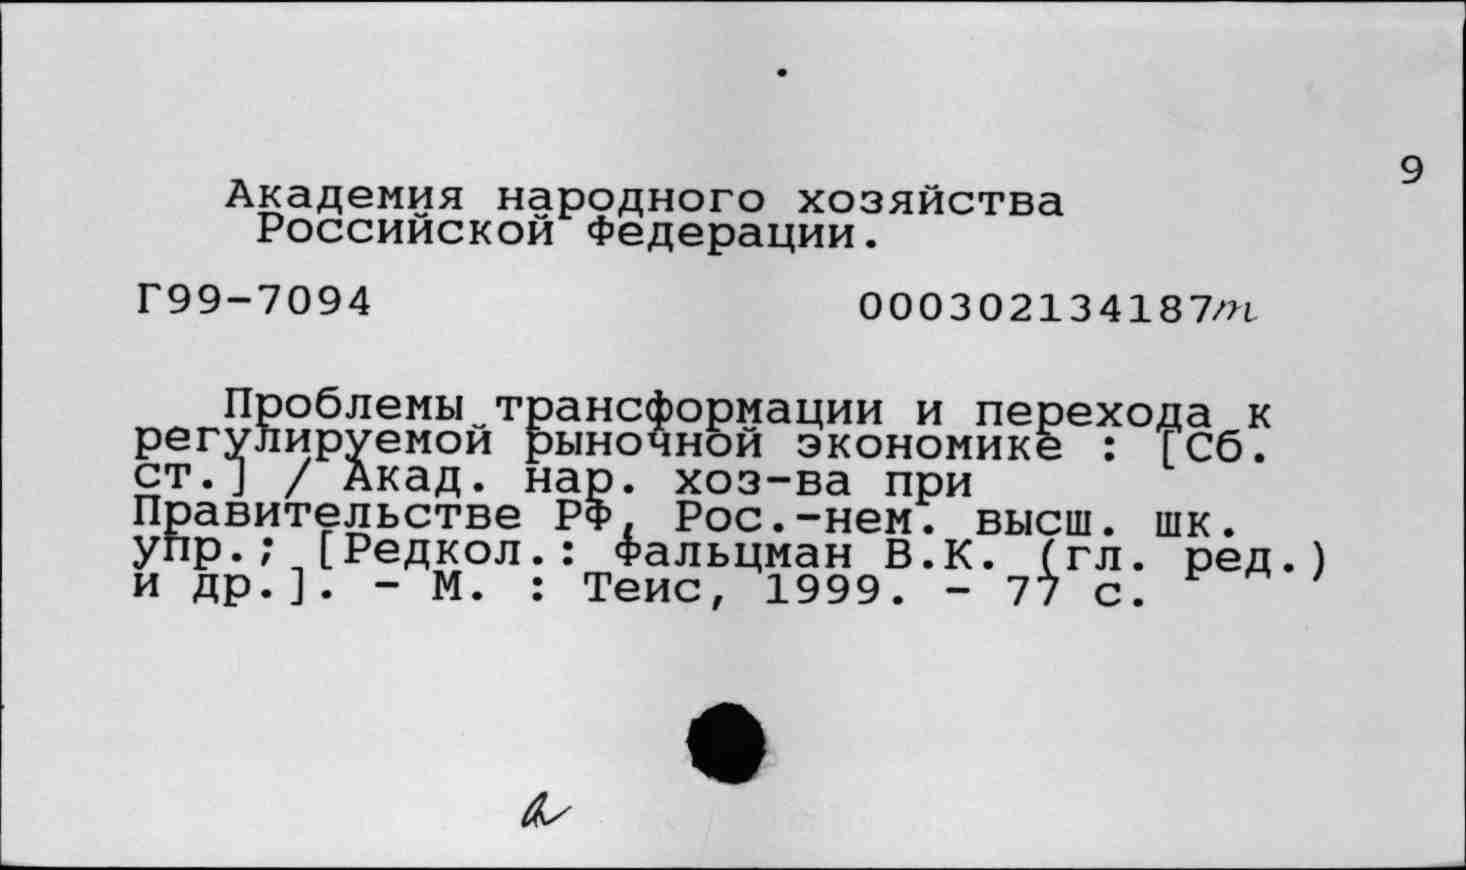 9
Академия народного хозяйства
Российской Федерации.
Г99-7094 000302134187т
Проблемы трансформации и перехода к
регулируемой рыночной экономике : [Сб.
ст.] / Акад. нар. хоз-ва при
Правительстве РФ, Рос.-нем. высш. шк.
упр.; [Редкол.: Фальцман В.К. (гл. ред.)
и др.]. - М. : Теис, 1999. - 77 с.